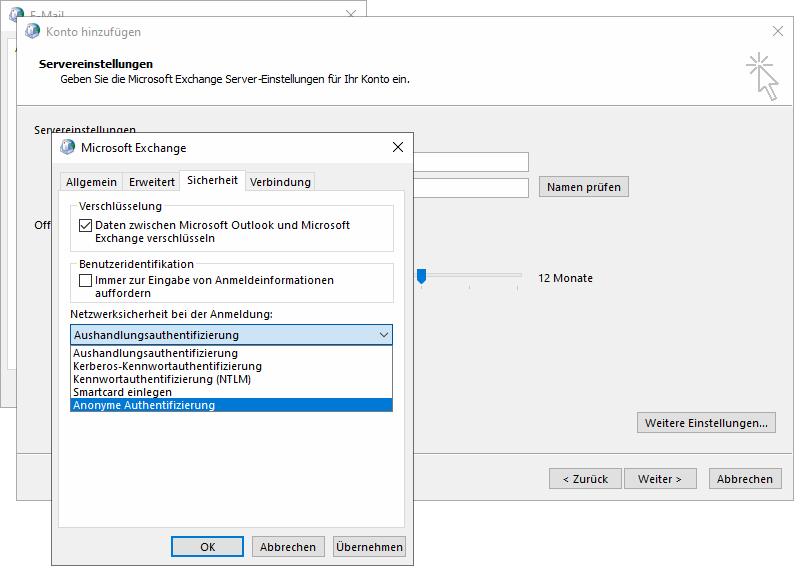 E-Mail
Konto hinzufügen
Servereinstellungen
Geben Sie die Microsoft Exchange Server-Einstellungen für Ihr Konto ein.
Servereinstellungen
Microsoft Exchange
Allgemein
Erweitert
Sicherheit
Verbindung
Namen prüfen
Verschlüsselung
Daten zwischen Microsoft Outlook und Microsoft
Exchange verschlüsseln
Off
Benutzeridentifikation
Immer zur Eingabe von Anmeldeinformationen
auffordern
12 Monate
Netzwerksicherheit bei der Anmeldung:
Aushandlungsauthentifizierung
Aushandlungsauthentifizierung
Kerberos-Kennwortauthentifizierung
Kennwortauthentifizierung (NTLM)
Smartcard einlegen
Anonyme Authentifizierung
Weitere Einstellungen...
< Zurück
Weiter >
Abbrechen
OK
Abbrechen
Übernehmen